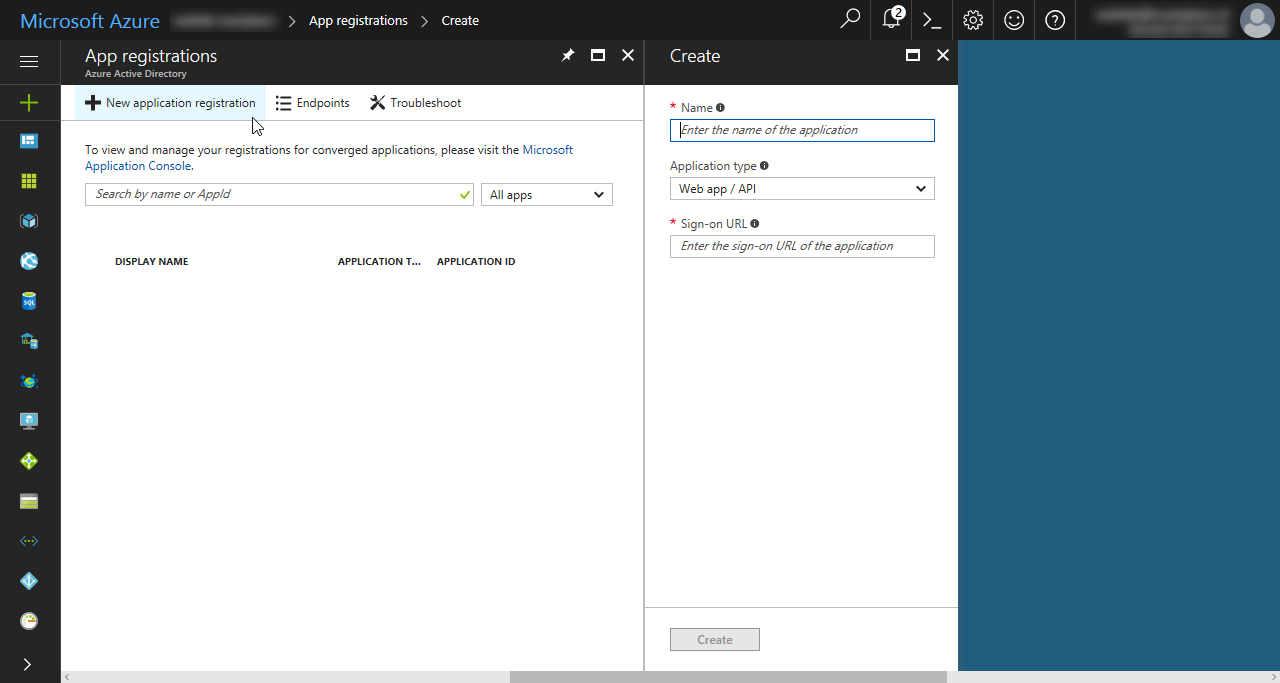 Microsoft Azure
App registrations
Create
2
App registrations
Azure Active Directory
New application registration
Endpoints
Troubleshoot
To view and manage your registrations for converged applications, please visit the Microsoft
Application Console.
Search by name or AppId
All apps
DISPLAY NAME
APPLICATION T...
APPLICATION ID
Create
* Name
Enter the name of the application
Application type
Web app / API
* Sign-on URL
Enter the sign-on URL of the application
Create
SQL